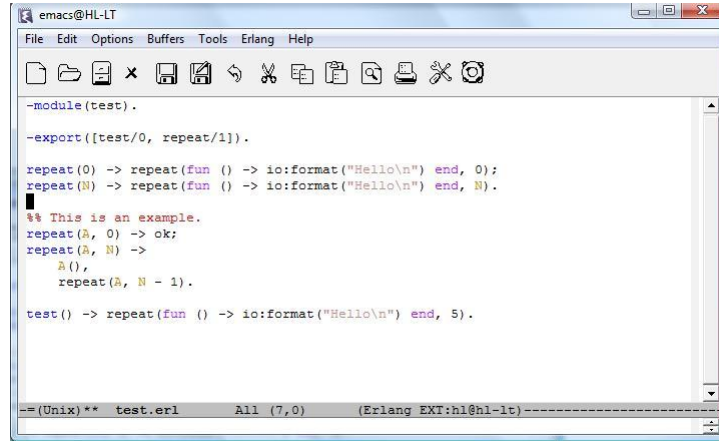 emacs@HL-LT
File Edit Options Buffers Tools Erlang Help
-module(test).
-export([test/0, repeat/1]).
repeat(0) -> repeat(fun () -> io:format("Hello\n") end, 0);
repeat(N) -> repeat(fun () -> io:format("Hello\n") end, N).
%% This is an example.
repeat(A, 0) -> ok;
repeat(A, N) ->
    A(),
    repeat(A, N - 1).
test() -> repeat(fun () -> io:format("Hello\n") end, 5).
-=(Unix)** test.erl All (7,0) (Erlang EXT:hl@hl-lt)------------------------